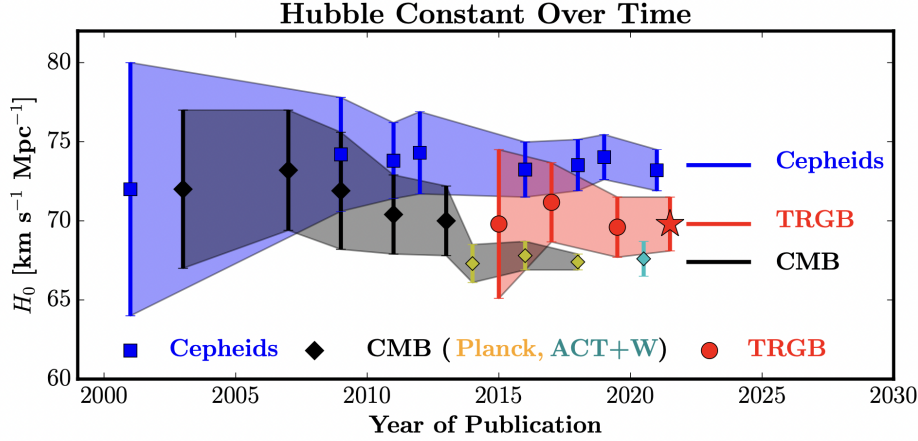 Hubble Constant Over Time
H₀ [km s⁻¹ Mpc⁻¹]
80
75
70
65
60
Cepheids
TRGB
CMB
Cepheids CMB (Planck, ACT+W) TRGB
2000 2005 2010 2015 2020 2025 2030
Year of Publication